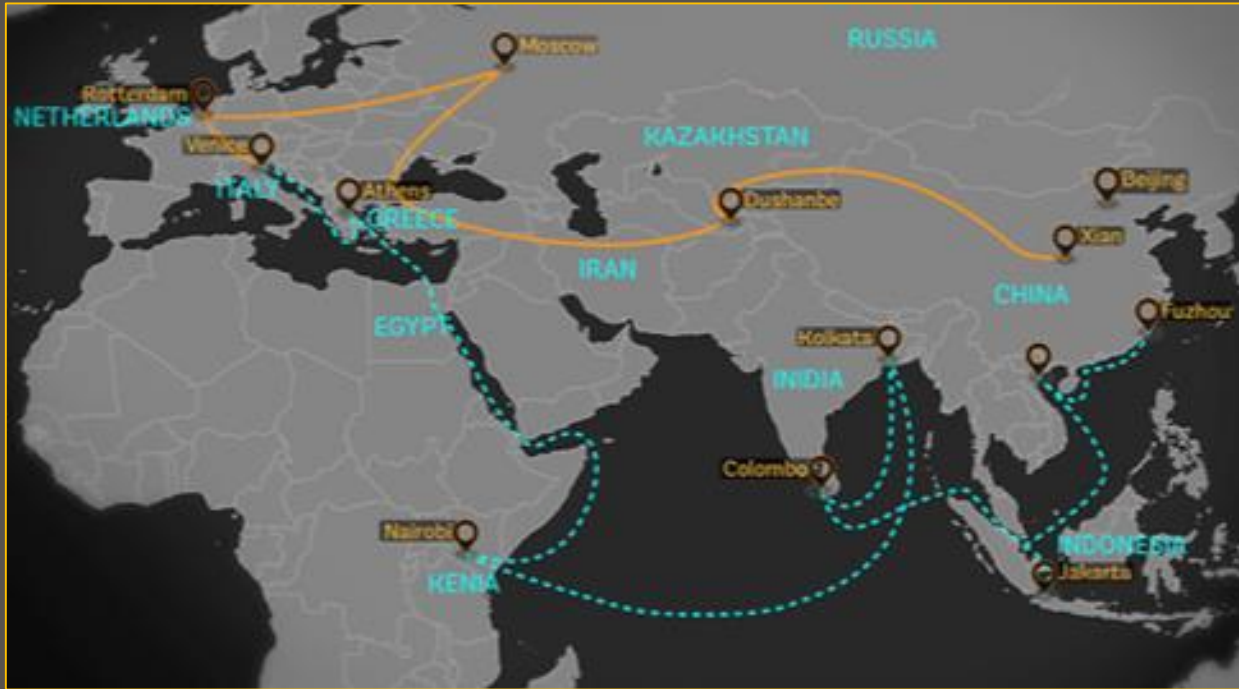 Moscow
RUSSIA
Rotterdam
NETHERLANDS
KAZAKHSTAN
Venice
ITALY
Athens
GREECE
Dushanbe
Beijing
Xian
IRAN
CHINA
EGYPT
Fuzhou
Kolkata
INIDIA
Colombo
Nairobi
KENIA
INDONESIA
Jakarta